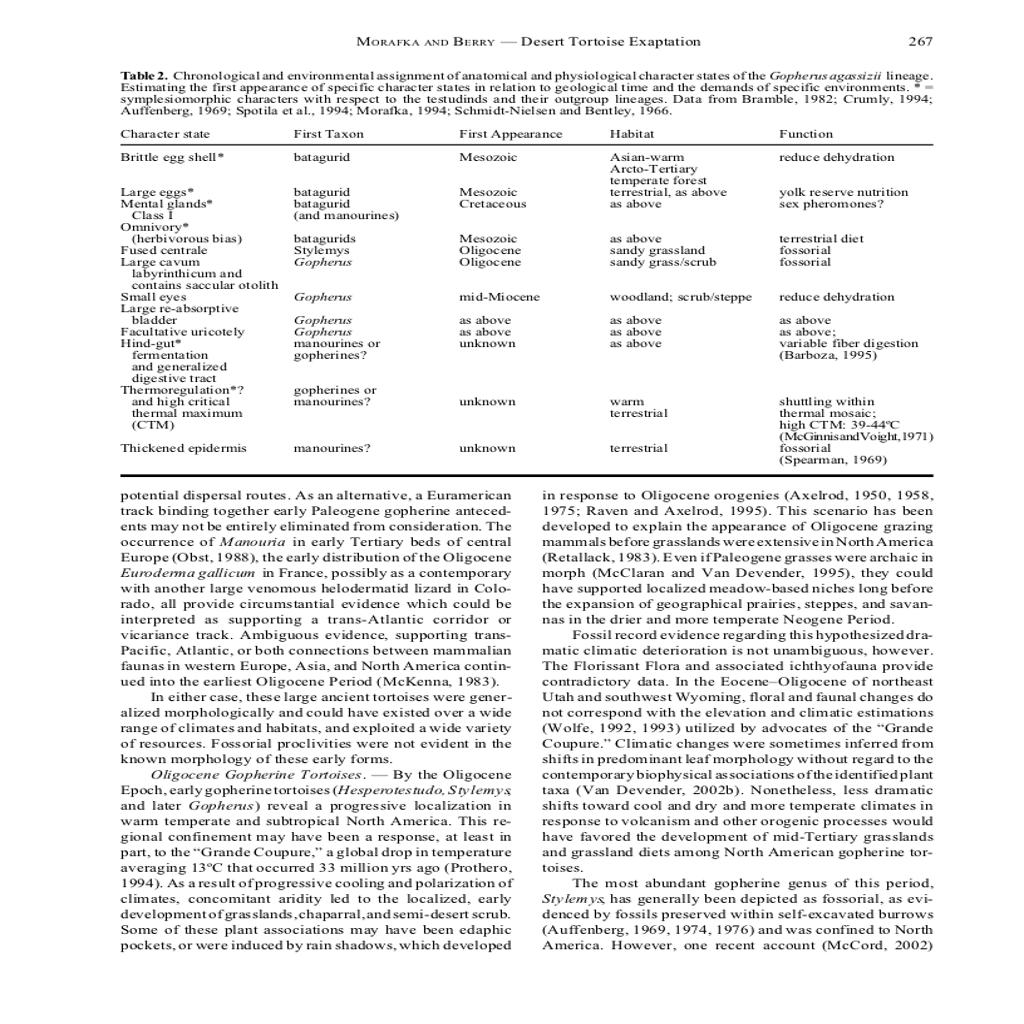 MORAFKA AND BERRY — Desert Tortoise Exaptation 267
Table 2. Chronological and environmental assignment of anatomical and physiological character states of the Gopherus agassizii lineage.
Estimating the first appearance of specific character states in relation to geological time and the demands of specific environments. * =
symplesiomorphic characters with respect to the testudinds and their outgroup lineages. Data from Bramble, 1982; Crumly, 1994;
Auffenberg, 1969; Spotila et al., 1994; Morafka, 1994; Schmidt-Nielsen and Bentley, 1966.
Character state First Taxon First Appearance Habitat Function
Brittle egg shell* batagurid Mesozoic Asian-warm reduce dehydration
Arcto-Tertiary
temperate forest
Large eggs* batagurid Mesozoic terrestrial, as above yolk reserve nutrition
Mental glands* batagurid Cretaceous as above sex pheromones?
Class I (and manourines)
Omnivory*
(herbivorous bias) batagurids Mesozoic as above terrestrial diet
Fused centrale Stylemys Oligocene sandy grassland fossorial
Large cavum Gopherus Oligocene sandy grass/scrub fossorial
labyrinthicum and
contains saccular otolith
Small eyes Gopherus mid-Miocene woodland; scrub/steppe reduce dehydration
Large re-absorptive
bladder Gopherus as above as above as above
Facultative uricotely Gopherus as above as above as above;
Hind-gut* manourines or unknown as above variable fiber digestion
fermentation gopherines? (Barboza, 1995)
and generalized
digestive tract
Thermoregulation*? gopherines or
and high critical manourines? unknown warm shuttling within
thermal maximum terrestrial thermal mosaic;
(CTM) high CTM: 39-44ºC
(McGinnis and Voight, 1971)
Thickened epidermis manourines? unknown terrestrial fossorial
(Spearman, 1969)
potential dispersal routes. As an alternative, a Euramerican
track binding together early Paleogene gopherine anteced-
ents may not be entirely eliminated from consideration. The
occurrence of Manouria in early Tertiary beds of central
Europe (Obst, 1988), the early distribution of the Oligocene
Euroderma gallicum in France, possibly as a contemporary
with another large venomous helodermatid lizard in Colo-
rado, all provide circumstantial evidence which could be
interpreted as supporting a trans-Atlantic corridor or
vicariance track. Ambiguous evidence, supporting trans-
Pacific, Atlantic, or both connections between mammalian
faunas in western Europe, Asia, and North America contin-
ued into the earliest Oligocene Period (McKenna, 1983).
In either case, these large ancient tortoises were gener-
alized morphologically and could have existed over a wide
range of climates and habitats, and exploited a wide variety
of resources. Fossorial proclivities were not evident in the
known morphology of these early forms.
Oligocene Gopherine Tortoises. — By the Oligocene
Epoch, early gopherine tortoises (Hesperotestudo, Stylemys,
and later Gopherus) reveal a progressive localization in
warm temperate and subtropical North America. This re-
gional confinement may have been a response, at least in
part, to the “Grande Coupure,” a global drop in temperature
averaging 13ºC that occurred 33 million yrs ago (Prothero,
1994). As a result of progressive cooling and polarization of
climates, concomitant aridity led to the localized, early
development of grasslands, chaparral, and semi-desert scrub.
Some of these plant associations may have been edaphic
pockets, or were induced by rain shadows, which developed
in response to Oligocene orogenies (Axelrod, 1950, 1958,
1975; Raven and Axelrod, 1995). This scenario has been
developed to explain the appearance of Oligocene grazing
mammals before grasslands were extensive in North America
(Retallack, 1983). Even if Paleogene grasses were archaic in
morph (McClaran and Van Devender, 1995), they could
have supported localized meadow-based niches long before
the expansion of geographical prairies, steppes, and savan-
nas in the drier and more temperate Neogene Period.
Fossil record evidence regarding this hypothesized dra-
matic climatic deterioration is not unambiguous, however.
The Florissant Flora and associated ichthyofauna provide
contradictory data. In the Eocene–Oligocene of northeast
Utah and southwest Wyoming, floral and faunal changes do
not correspond with the elevation and climatic estimations
(Wolfe, 1992, 1993) utilized by advocates of the “Grande
Coupure.” Climatic changes were sometimes inferred from
shifts in predominant leaf morphology without regard to the
contemporary biophysical associations of the identified plant
taxa (Van Devender, 2002b). Nonetheless, less dramatic
shifts toward cool and dry and more temperate climates in
response to volcanism and other orogenic processes would
have favored the development of mid-Tertiary grasslands
and grassland diets among North American gopherine tor-
toises.
The most abundant gopherine genus of this period,
Stylemys, has generally been depicted as fossorial, as evi-
denced by fossils preserved within self-excavated burrows
(Auffenberg, 1969, 1974, 1976) and was confined to North
America. However, one recent account (McCord, 2002)